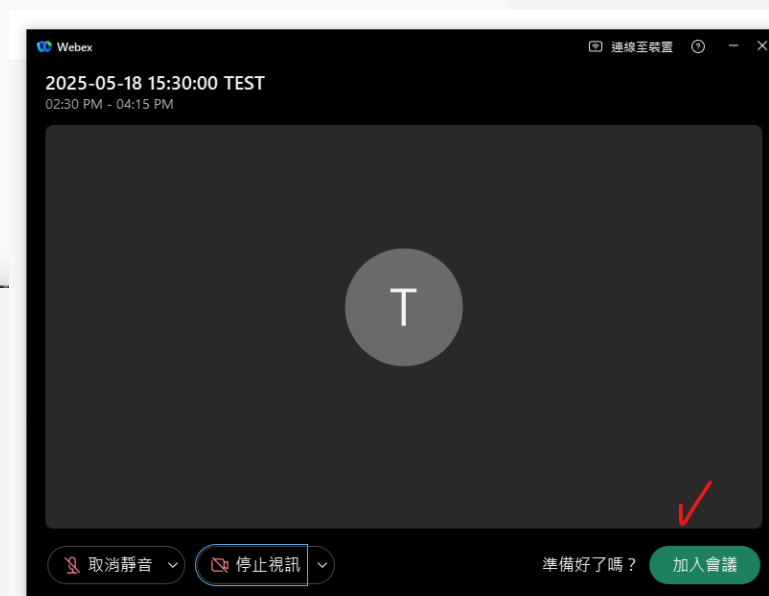 Webex 連線至裝置
2025-05-18 15:30:00 TEST
02:30 PM - 04:15 PM
T
取消靜音 停止視訊 準備好了嗎？ 加入會議